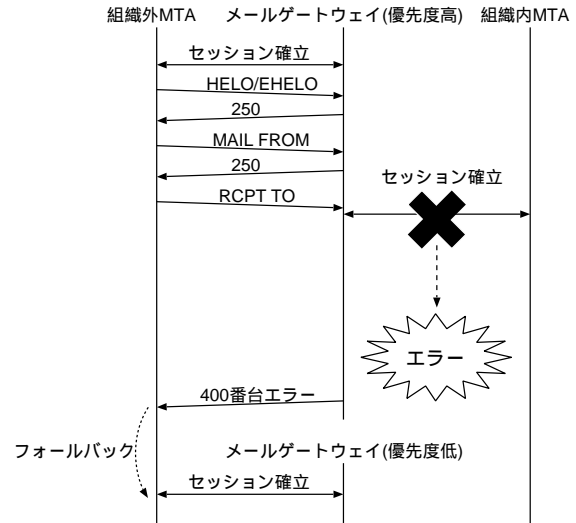 組織外MTA メールゲートウェイ(優先度高) 組織内MTA
セッション確立
HELO/EHELO
250
MAIL FROM
250
セッション確立
RCPT TO
エラー
400番台エラー
フォールバック
メールゲートウェイ(優先度低)
セッション確立